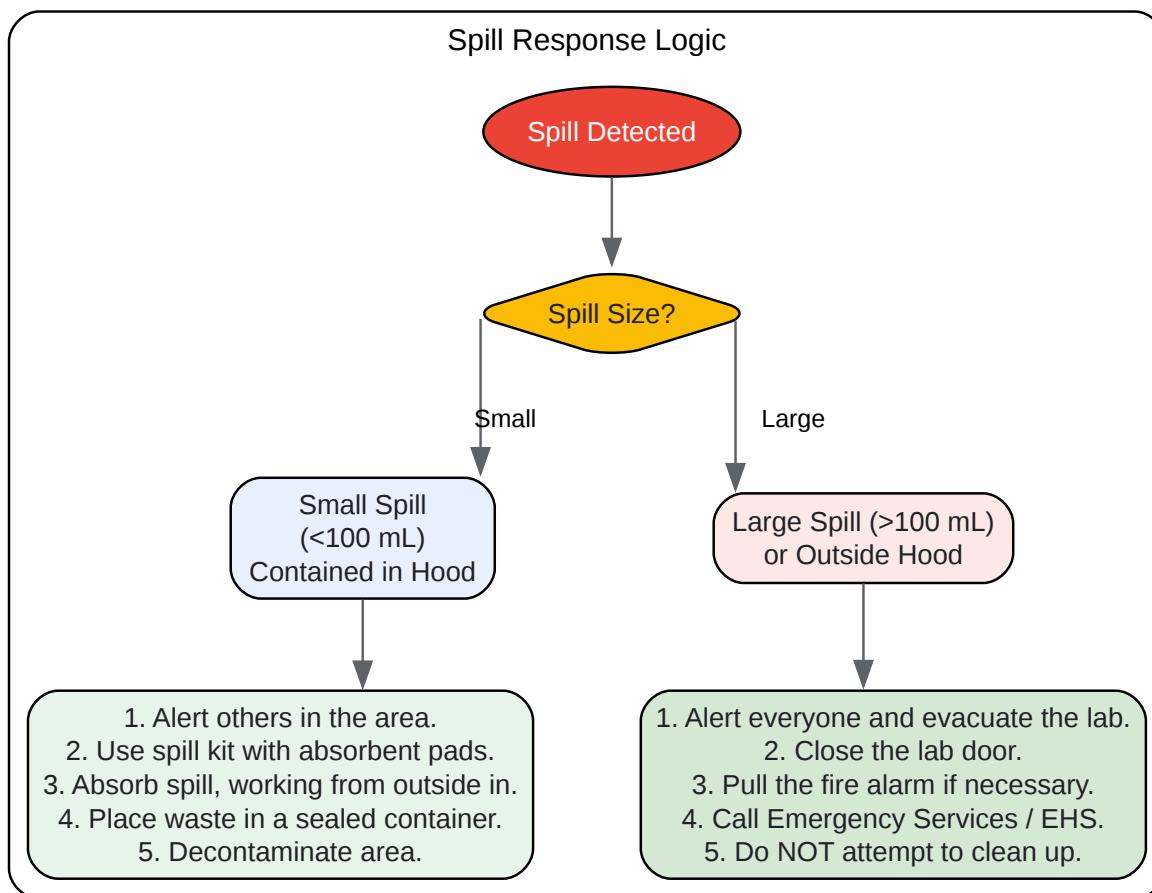 Spill Response Logic
Spill Detected
Spill Size?
Small
Large
Small Spill
(<100 mL)
Contained in Hood
Large Spill (>100 mL)
or Outside Hood
1. Alert others in the area.
2. Use spill kit with absorbent pads.
3. Absorb spill, working from outside in.
4. Place waste in a sealed container.
5. Decontaminate area.
1. Alert everyone and evacuate the lab.
2. Close the lab door.
3. Pull the fire alarm if necessary.
4. Call Emergency Services / EHS.
5. Do NOT attempt to clean up.